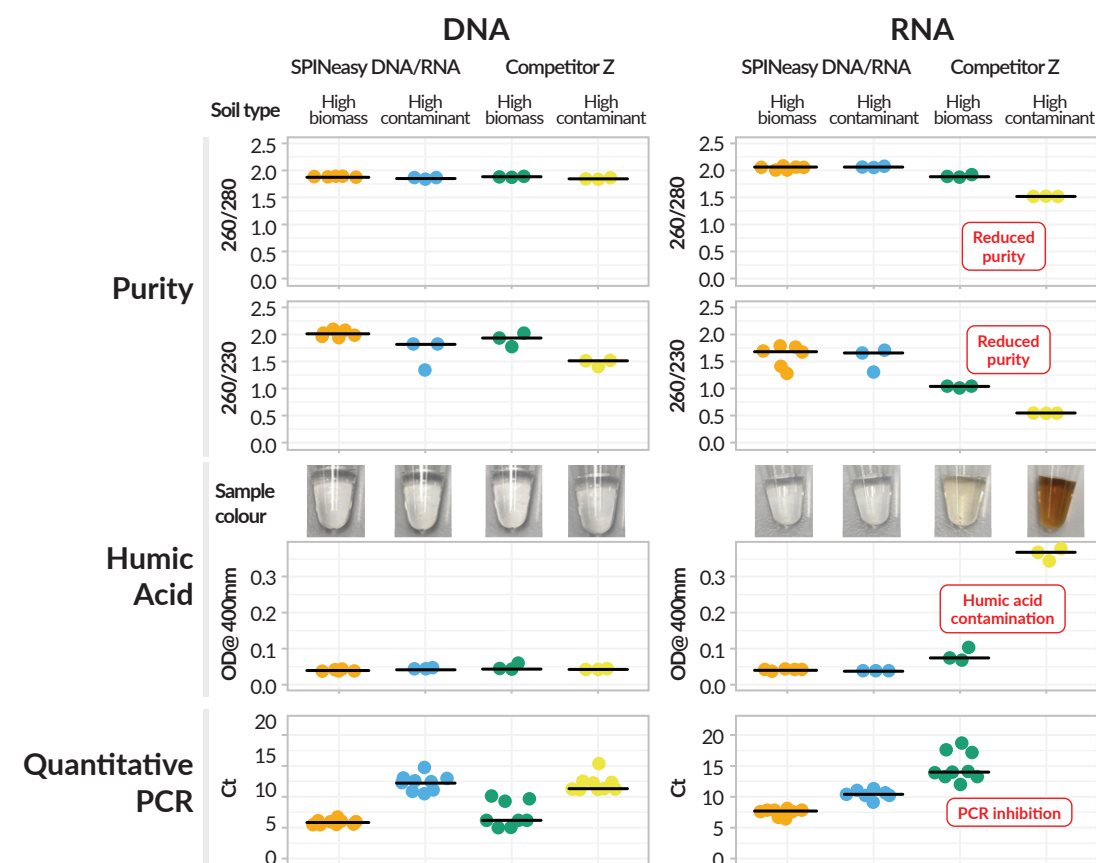 DNA
RNA
SPINeasy DNA/RNA
Competitor Z
SPINeasy DNA/RNA
Competitor Z
Soil type
High
biomass
High
contaminant
High
biomass
High
contaminant
High
biomass
High
contaminant
High
biomass
High
contaminant
Purity
260/280
2.5
2.0
1.5
1.0
0.5
0.0
260/280
2.5
2.0
1.5
1.0
0.5
0.0
Reduced
purity
260/230
2.5
2.0
1.5
1.0
0.5
0.0
260/230
2.5
2.0
1.5
1.0
0.5
0.0
Reduced
purity
Humic
Acid
Sample
colour
OD@ 400mm
0.3
0.2
0.1
0.0
OD@ 400mm
0.3
0.2
0.1
0.0
Humic acid
contamination
Quantitative
PCR
Ct
20
15
10
5
0
Ct
20
15
10
5
0
PCR inhibition